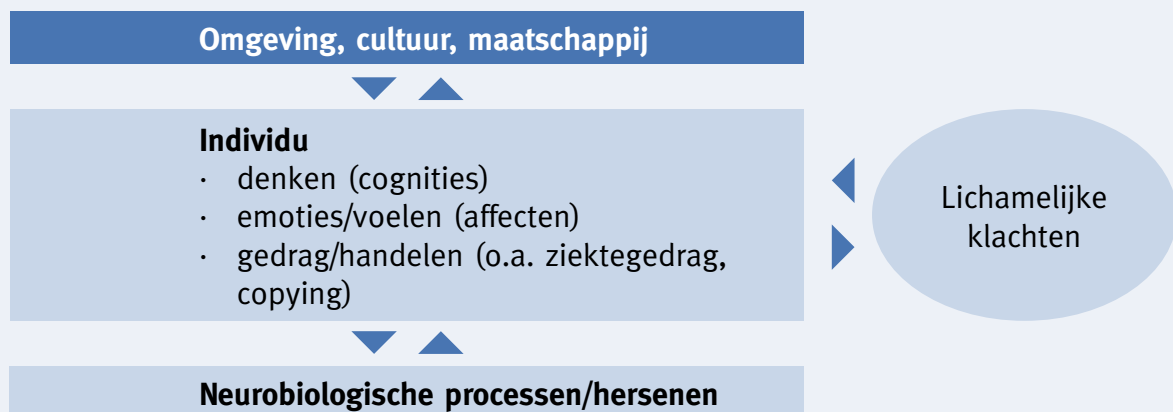 Omgeving, cultuur, maatschappij
Individu
· denken (cognities)
· emoties/voelen (affecten)
· gedrag/handelen (o.a. ziektegedrag,
copying)
Lichamelijke
klachten
Neurobiologische processen/hersenen